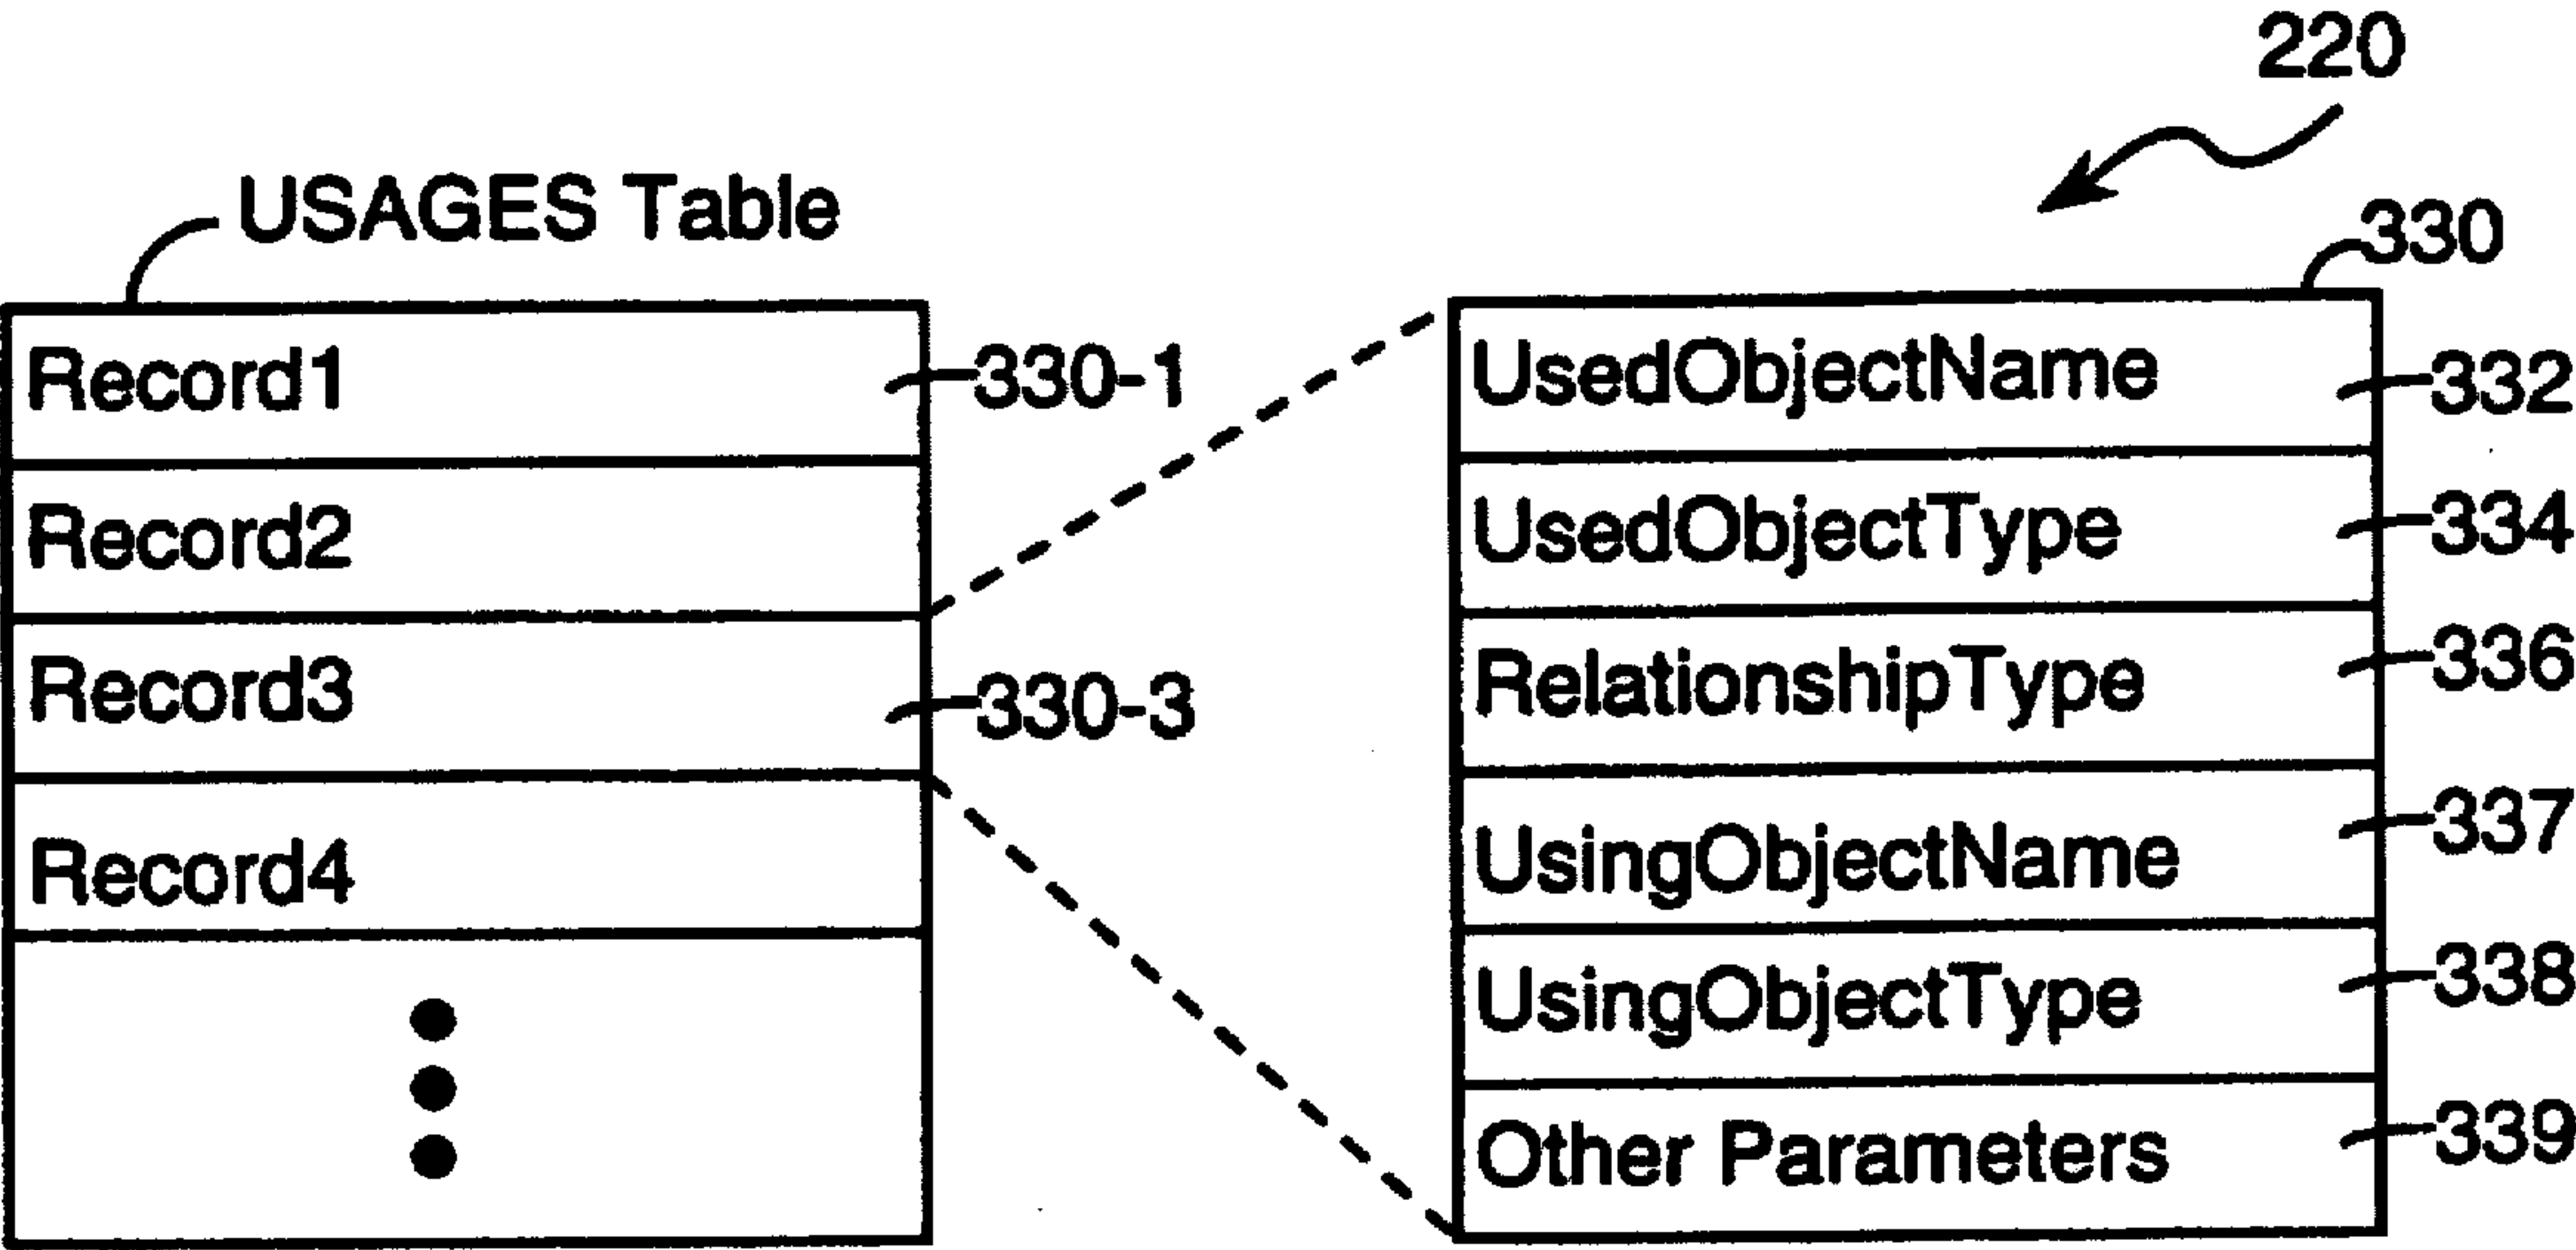 220
USAGES Table
330
Record1
330-1
Record2
Record3
330-3
Record4
UsedObjectName
332
UsedObjectType
334
RelationshipType
336
UsingObjectName
337
UsingObjectType
338
Other Parameters
339